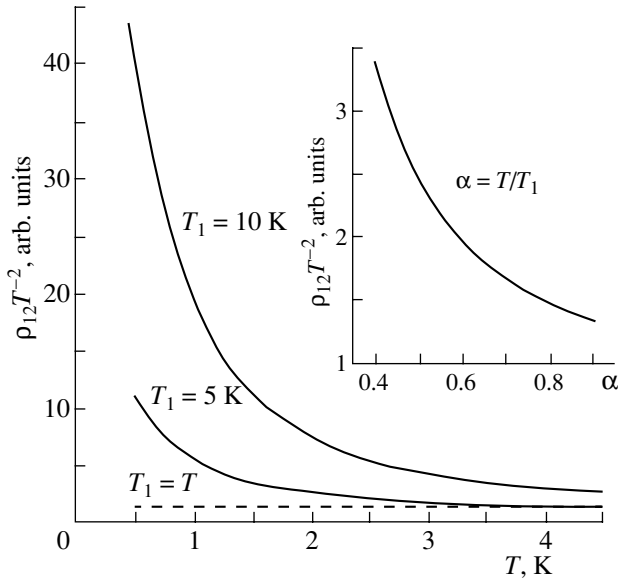 ρ₁₂T⁻², arb. units
40
30
20
10
0
1
2
3
4
T, K
T₁ = 10 K
T₁ = 5 K
T₁ = T
ρ₁₂T⁻², arb. units
3
2
1
0.4
0.6
0.8
α
α = T/T₁